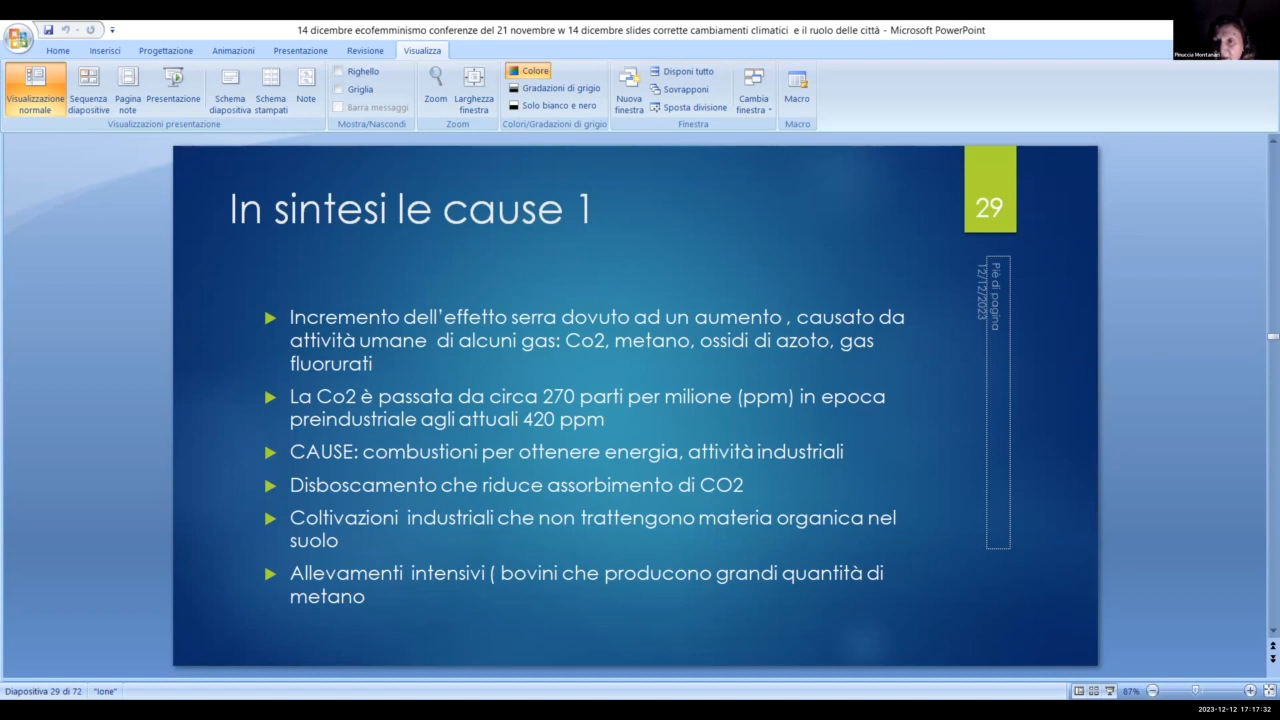 14 dicembre ecofemminismo conferenze del 21 novembre w 14 dicembre slides corrette cambiamenti climatici e il ruolo delle città - Microsoft PowerPoint
Pinuccia Montanari
Home Inserisci Progettazione Animazioni Presentazione Revisione Visualizza
Visualizzazione normale
Sequenza diapositive
Pagina note
Presentazione
Schema diapositiva
Schema stampati
Note
Visualizzazioni presentazione
Righello
Griglia
Barra messaggi
Mostra/Nascondi
Zoom
Larghezza finestra
Zoom
Colore
Gradazioni di grigio
Solo bianco e nero
Colori/Gradazioni di grigio
Nuova finestra
Disponi tutto
Sovrapponi
Sposta divisione
Cambia finestra
Finestra
Macro
Macro
In sintesi le cause 1
29
Piè di pagina
12/12/2023
Incremento dell'effetto serra dovuto ad un aumento , causato da
attività umane di alcuni gas: Co2, metano, ossidi di azoto, gas
fluorurati
La Co2 è passata da circa 270 parti per milione (ppm) in epoca
preindustriale agli attuali 420 ppm
CAUSE: combustioni per ottenere energia, attività industriali
Disboscamento che riduce assorbimento di CO2
Coltivazioni industriali che non trattengono materia organica nel
suolo
Allevamenti intensivi ( bovini che producono grandi quantità di
metano
Diapositiva 29 di 72 "Ione"
87%
2023-12-12 17:17:32